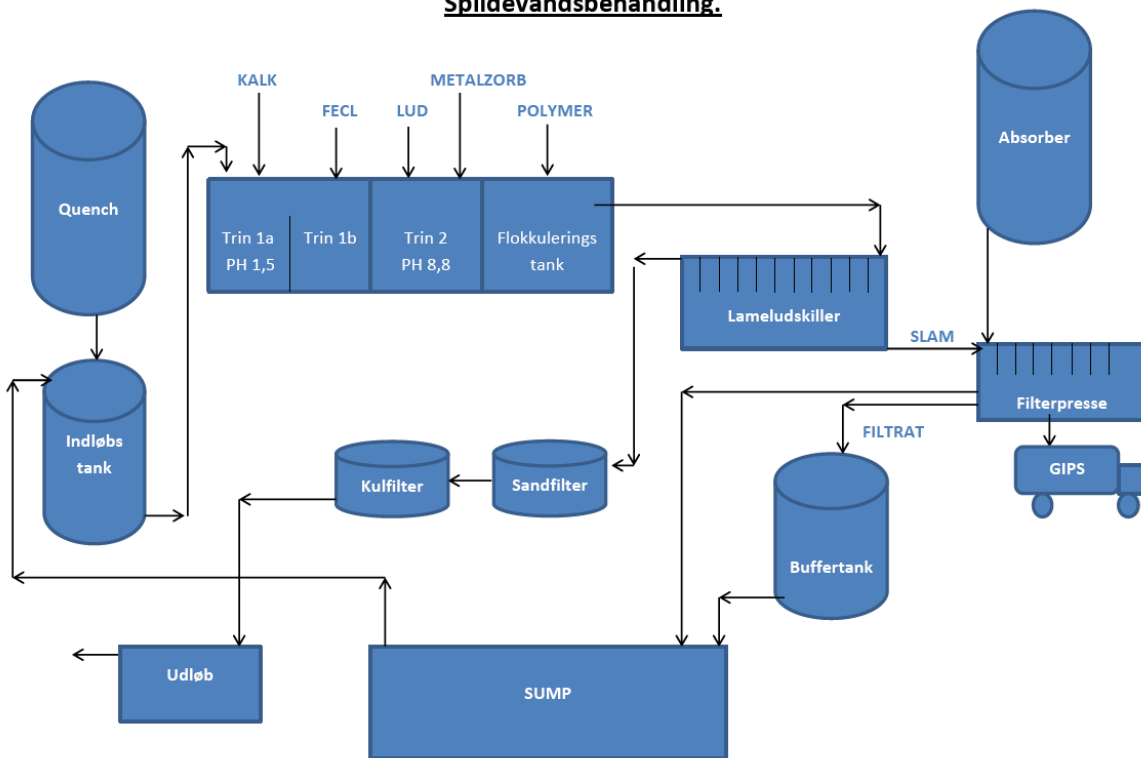 Spildevandsbehandling.
KALK
METALZORB
FECL
LUD
POLYMER
Absorber
Quench
Trin 1a
PH 1,5
Trin 1b
Trin 2
PH 8,8
Flokkulerings
tank
Lameludskiller
SLAM
Filterpresse
FILTRAT
Indløbs
tank
Kulfilter
Sandfilter
GIPS
Buffertank
Udløb
SUMP